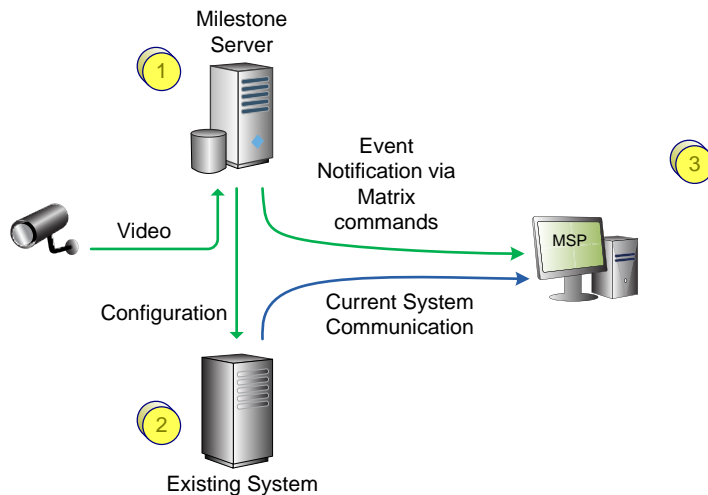 Milestone
Server
1
Event
Notification via
Matrix
commands
3
Video
MSP
Configuration
Current System
Communication
2
Existing System